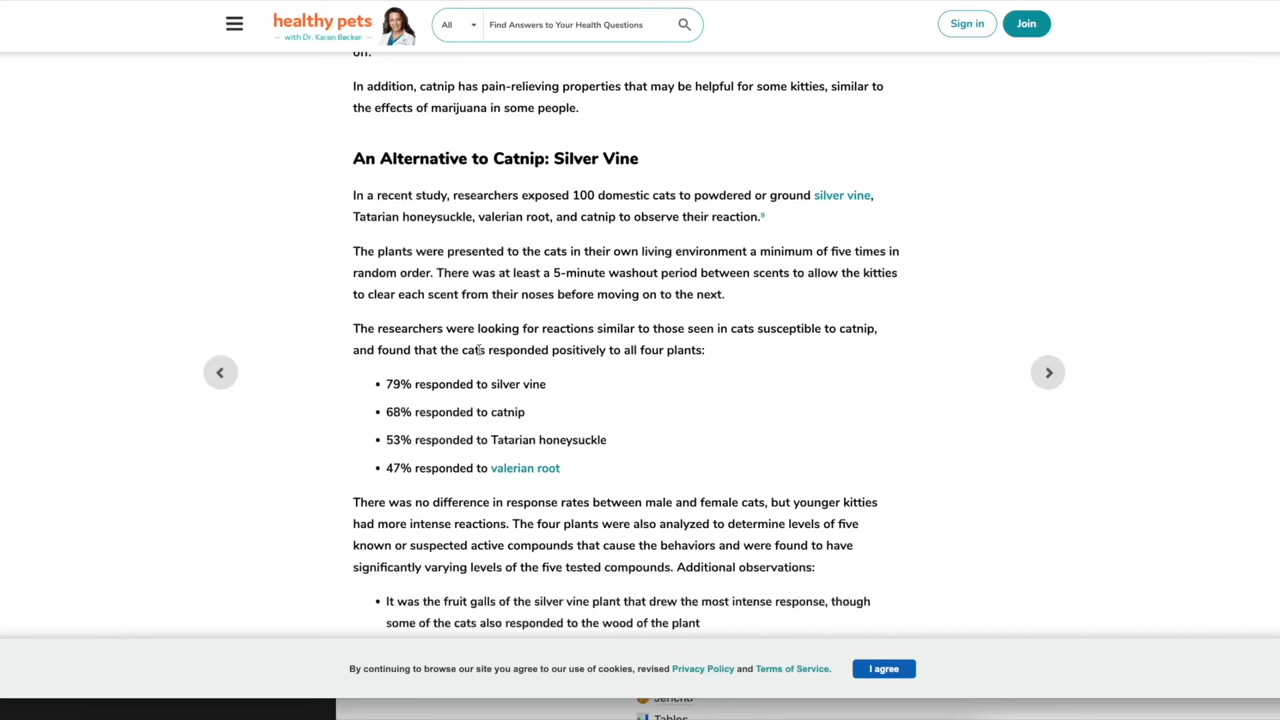 healthy pets
with Dr. Karen Becker
All
Find Answers to Your Health Questions
Sign in
Join
off.
In addition, catnip has pain-relieving properties that may be helpful for some kitties, similar to
the effects of marijuana in some people.
An Alternative to Catnip: Silver Vine
In a recent study, researchers exposed 100 domestic cats to powdered or ground silver vine,
Tatarian honeysuckle, valerian root, and catnip to observe their reaction.⁹
The plants were presented to the cats in their own living environment a minimum of five times in
random order. There was at least a 5-minute washout period between scents to allow the kitties
to clear each scent from their noses before moving on to the next.
The researchers were looking for reactions similar to those seen in cats susceptible to catnip,
and found that the cats responded positively to all four plants:
• 79% responded to silver vine
• 68% responded to catnip
• 53% responded to Tatarian honeysuckle
• 47% responded to valerian root
There was no difference in response rates between male and female cats, but younger kitties
had more intense reactions. The four plants were also analyzed to determine levels of five
known or suspected active compounds that cause the behaviors and were found to have
significantly varying levels of the five tested compounds. Additional observations:
• It was the fruit galls of the silver vine plant that drew the most intense response, though
some of the cats also responded to the wood of the plant
By continuing to browse our site you agree to our use of cookies, revised Privacy Policy and Terms of Service.
I agree
Jericho
Tables